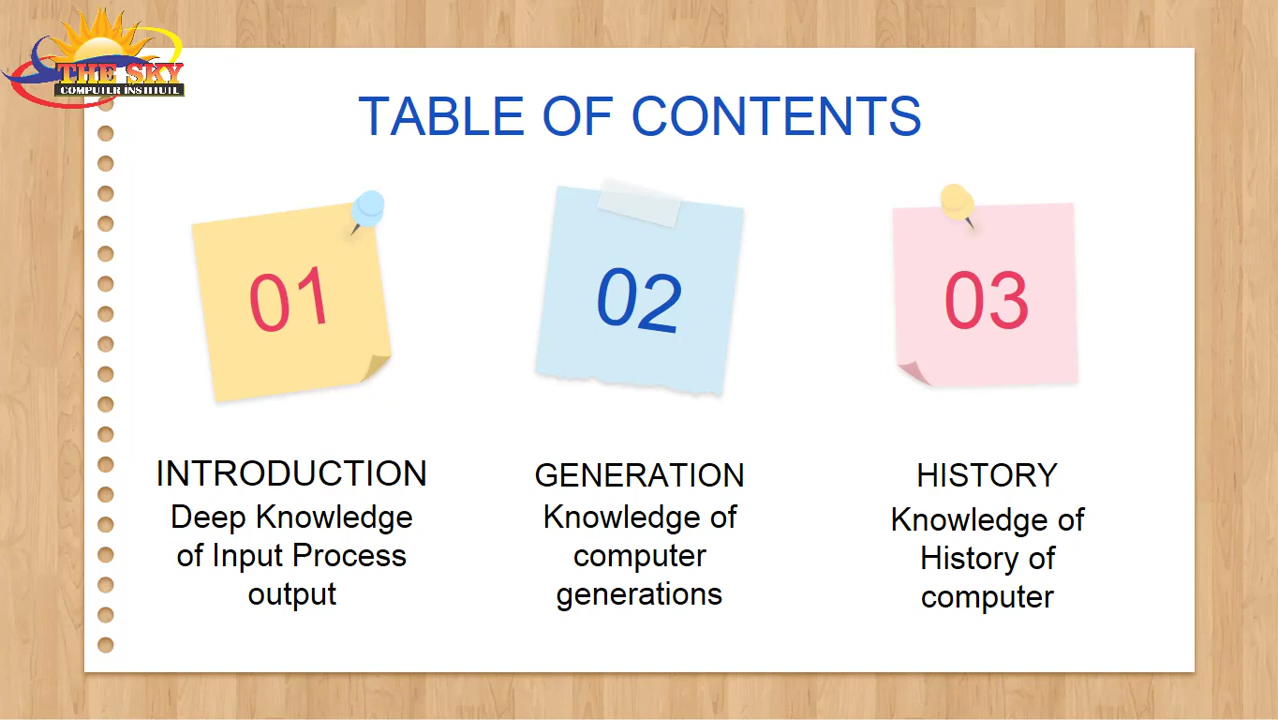 THE SKY
COMPUTER INSTITUTE
TABLE OF CONTENTS
01
02
03
INTRODUCTION
Deep Knowledge
of Input Process
output
GENERATION
Knowledge of
computer
generations
HISTORY
Knowledge of
History of
computer